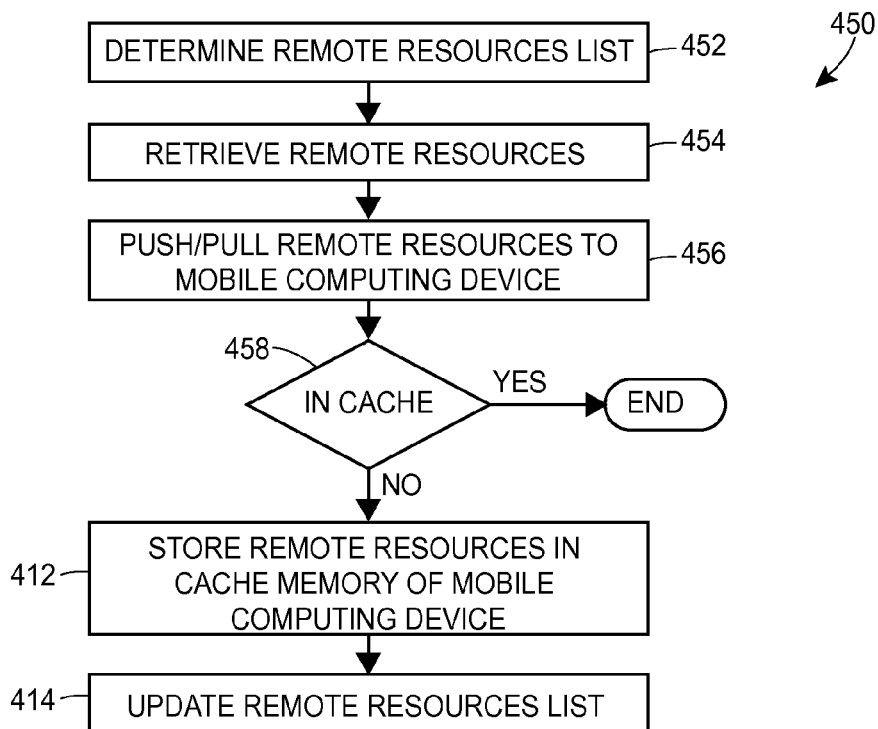 450
DETERMINE REMOTE RESOURCES LIST
452
RETRIEVE REMOTE RESOURCES
454
PUSH/PULL REMOTE RESOURCES TO
MOBILE COMPUTING DEVICE
456
458
IN CACHE
YES
END
NO
412
STORE REMOTE RESOURCES IN
CACHE MEMORY OF MOBILE
COMPUTING DEVICE
414
UPDATE REMOTE RESOURCES LIST